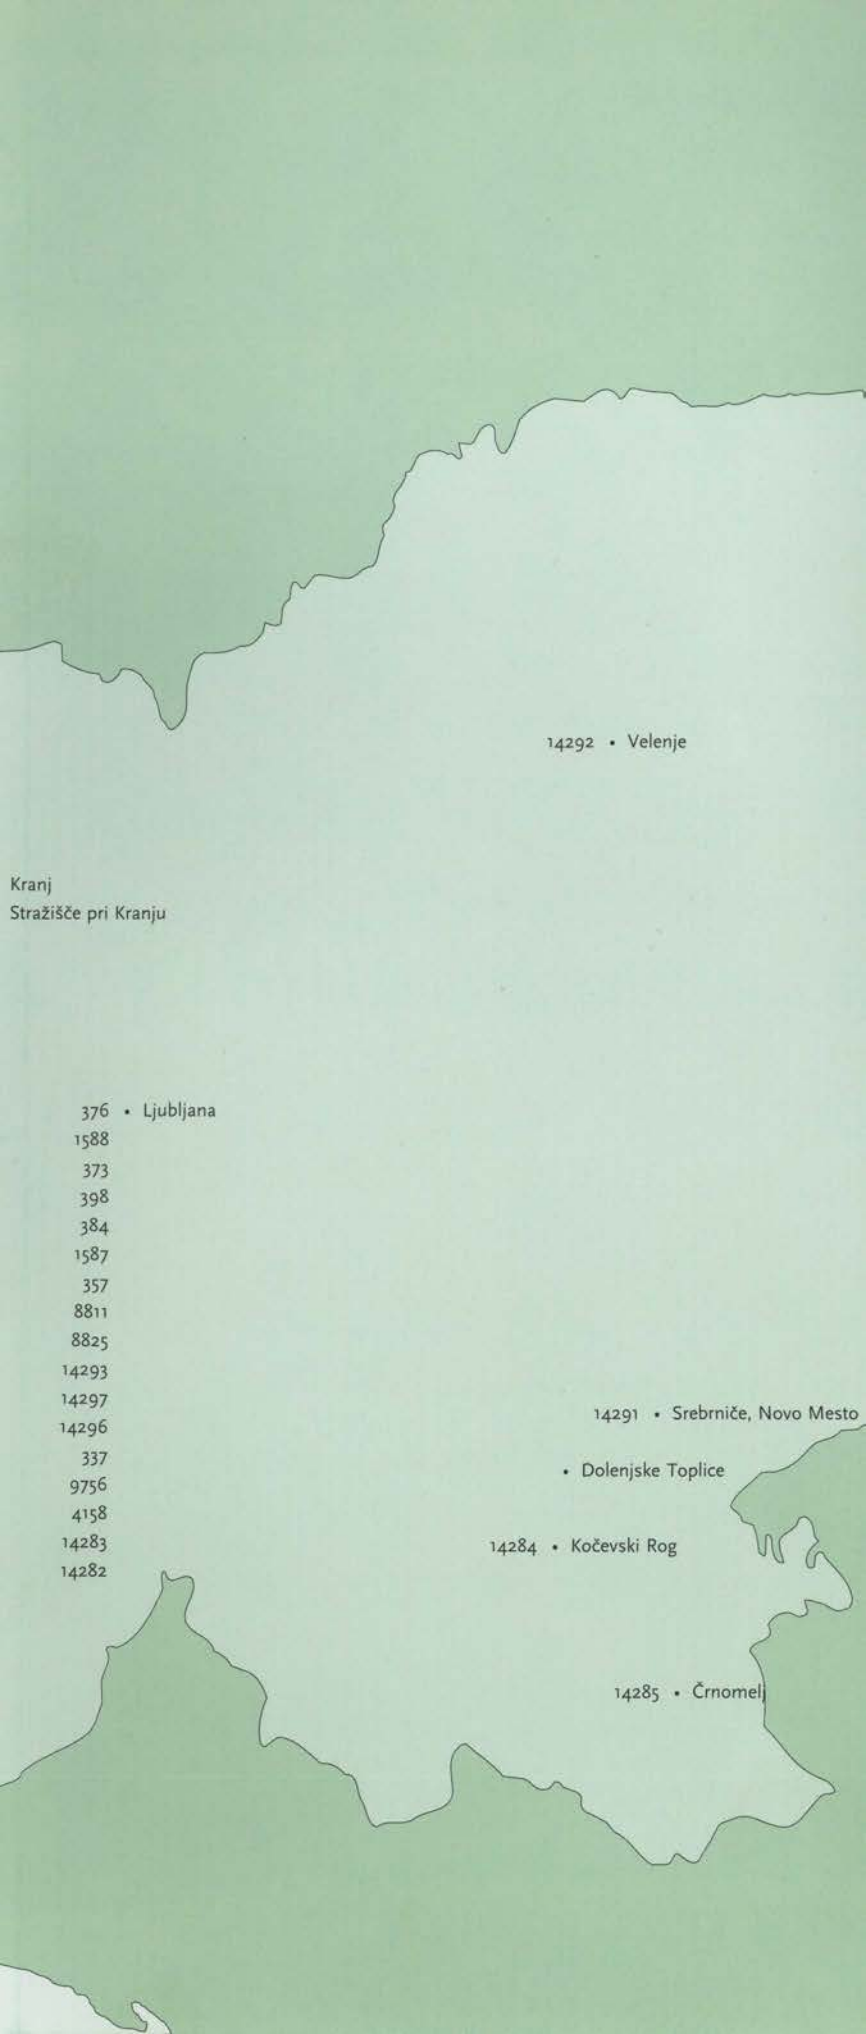 14292 • Velenje
Kranj
Stražišče pri Kranju
376 • Ljubljana
1588
373
398
384
1587
357
8811
8825
14293
14297
14296
337
9756
4158
14283
14282
14291 • Srebrniče, Novo Mesto
• Dolenjske Toplice
14284 • Kočevski Rog
14285 • Črnomelj